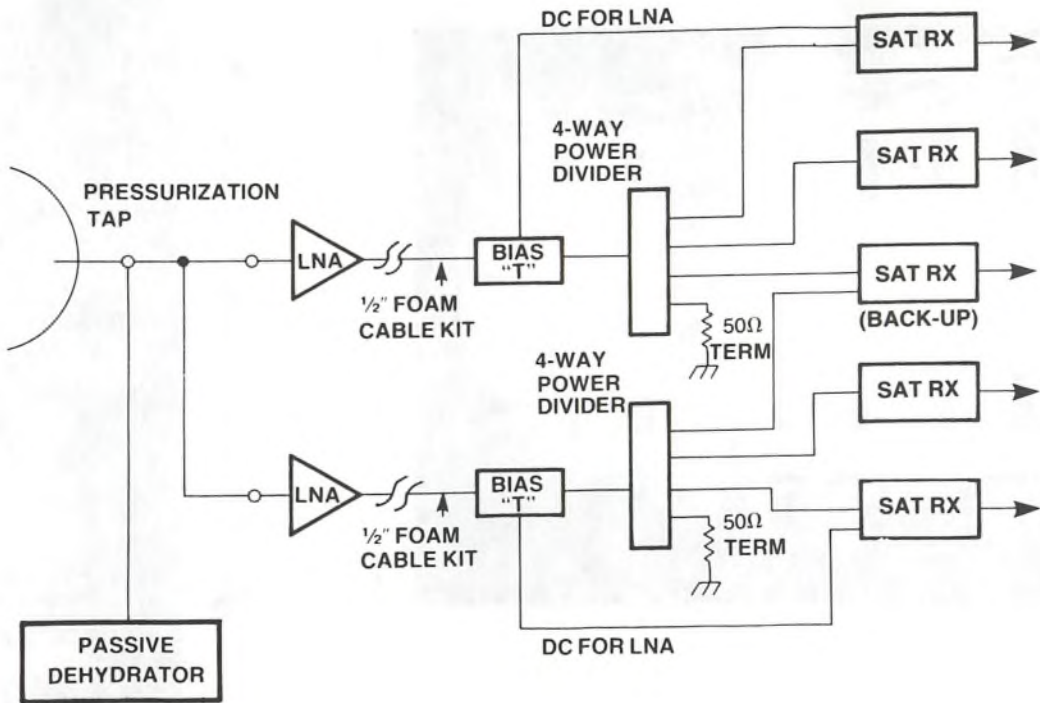 DC FOR LNA
SAT RX
4-WAY
POWER
DIVIDER
SAT RX
PRESSURIZATION
TAP
LNA
BIAS
"T"
SAT RX
(BACK-UP)
½" FOAM
CABLE KIT
50Ω
TERM
4-WAY
POWER
DIVIDER
SAT RX
LNA
BIAS
"T"
SAT RX
½" FOAM
CABLE KIT
50Ω
TERM
DC FOR LNA
PASSIVE
DEHYDRATOR